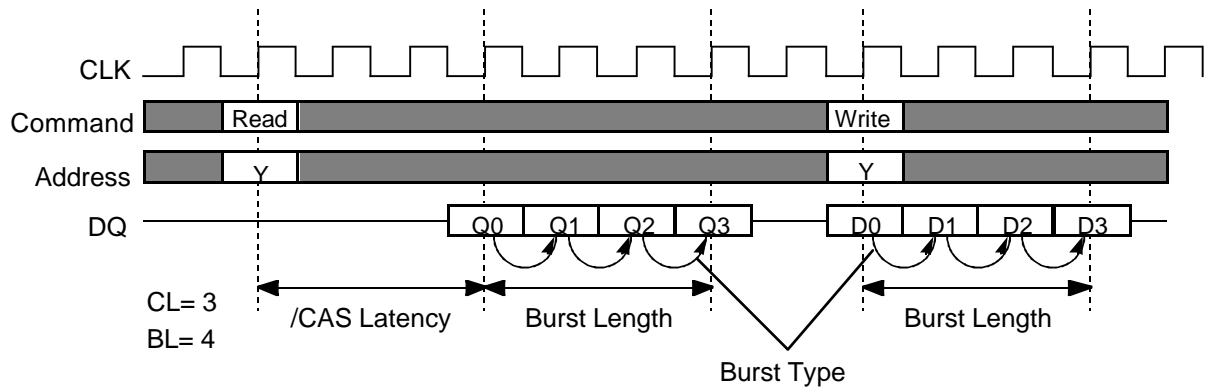 CLK
Command Read Write
Address Y Y
DQ Q0 Q1 Q2 Q3 D0 D1 D2 D3
CL= 3 /CAS Latency Burst Length Burst Length
BL= 4
Burst Type